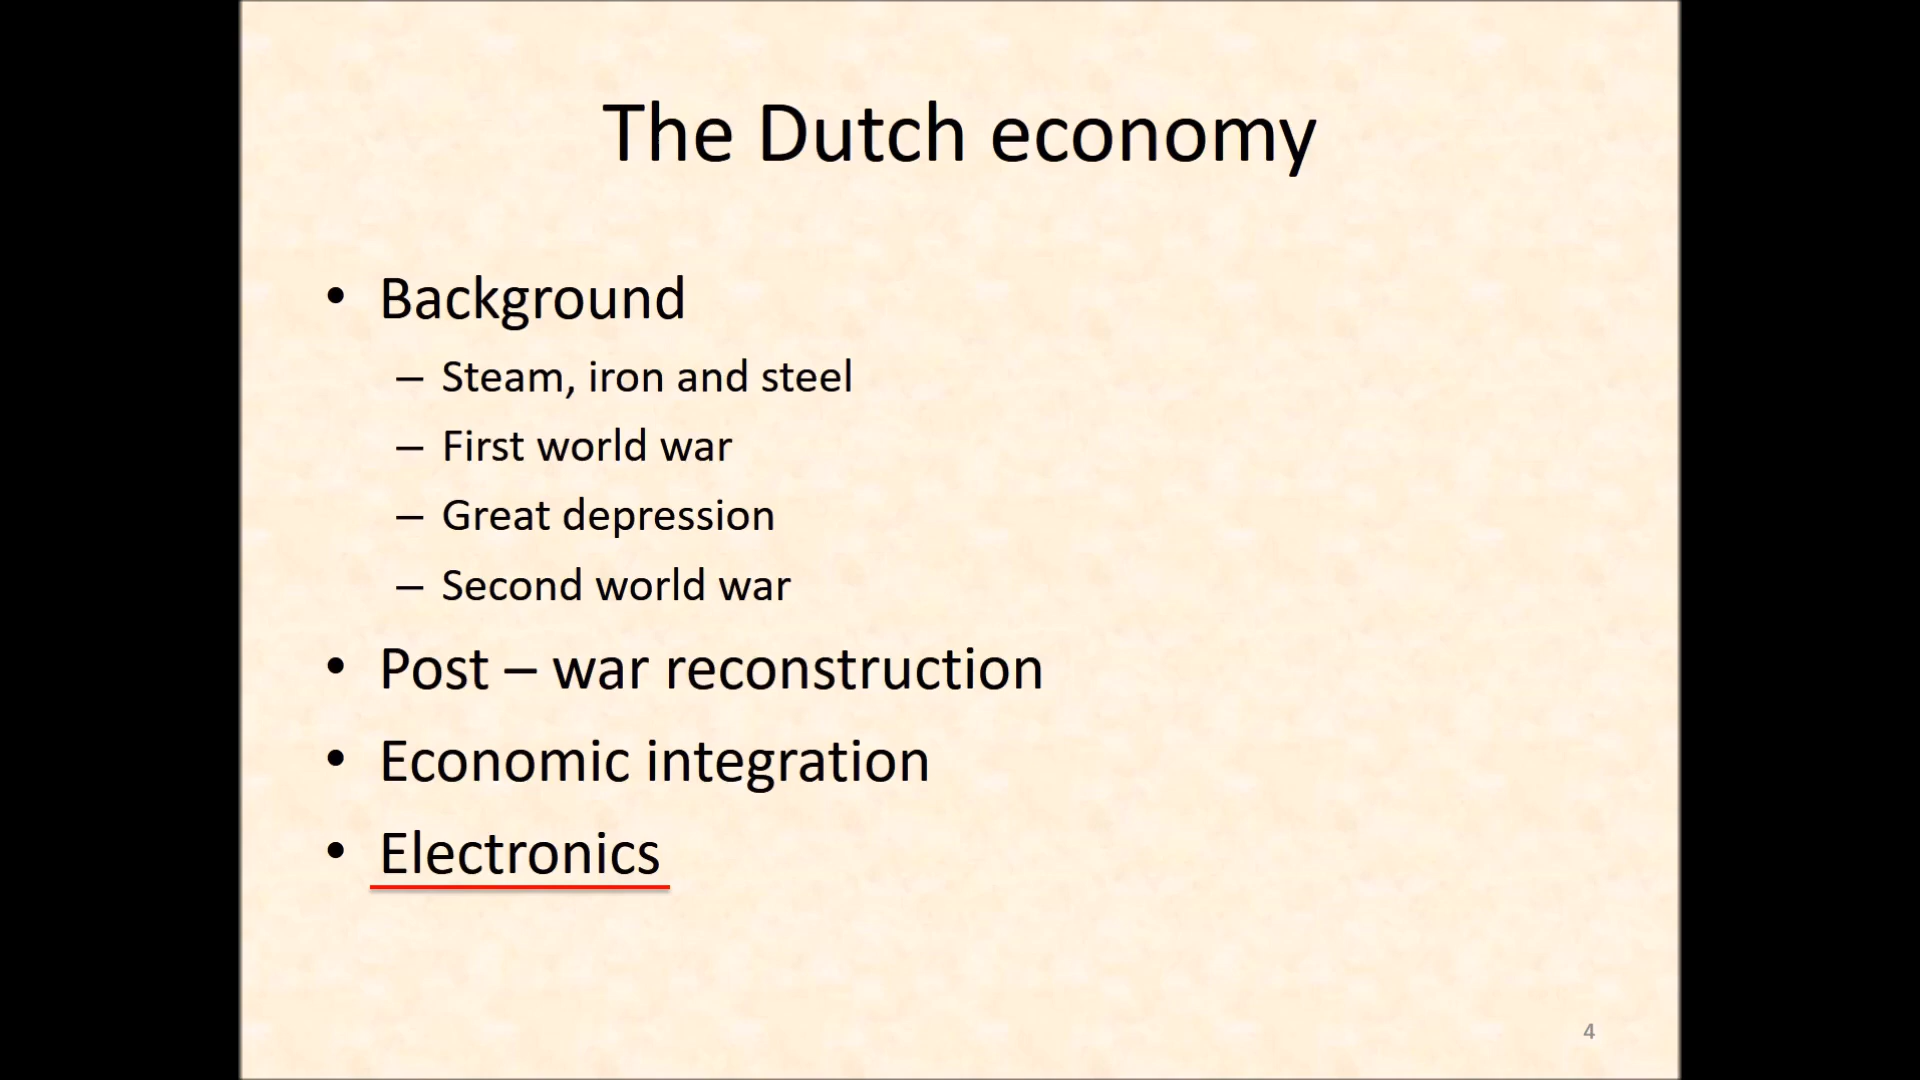 The Dutch economy
• Background
– Steam, iron and steel
– First world war
– Great depression
– Second world war
• Post – war reconstruction
• Economic integration
• Electronics
4